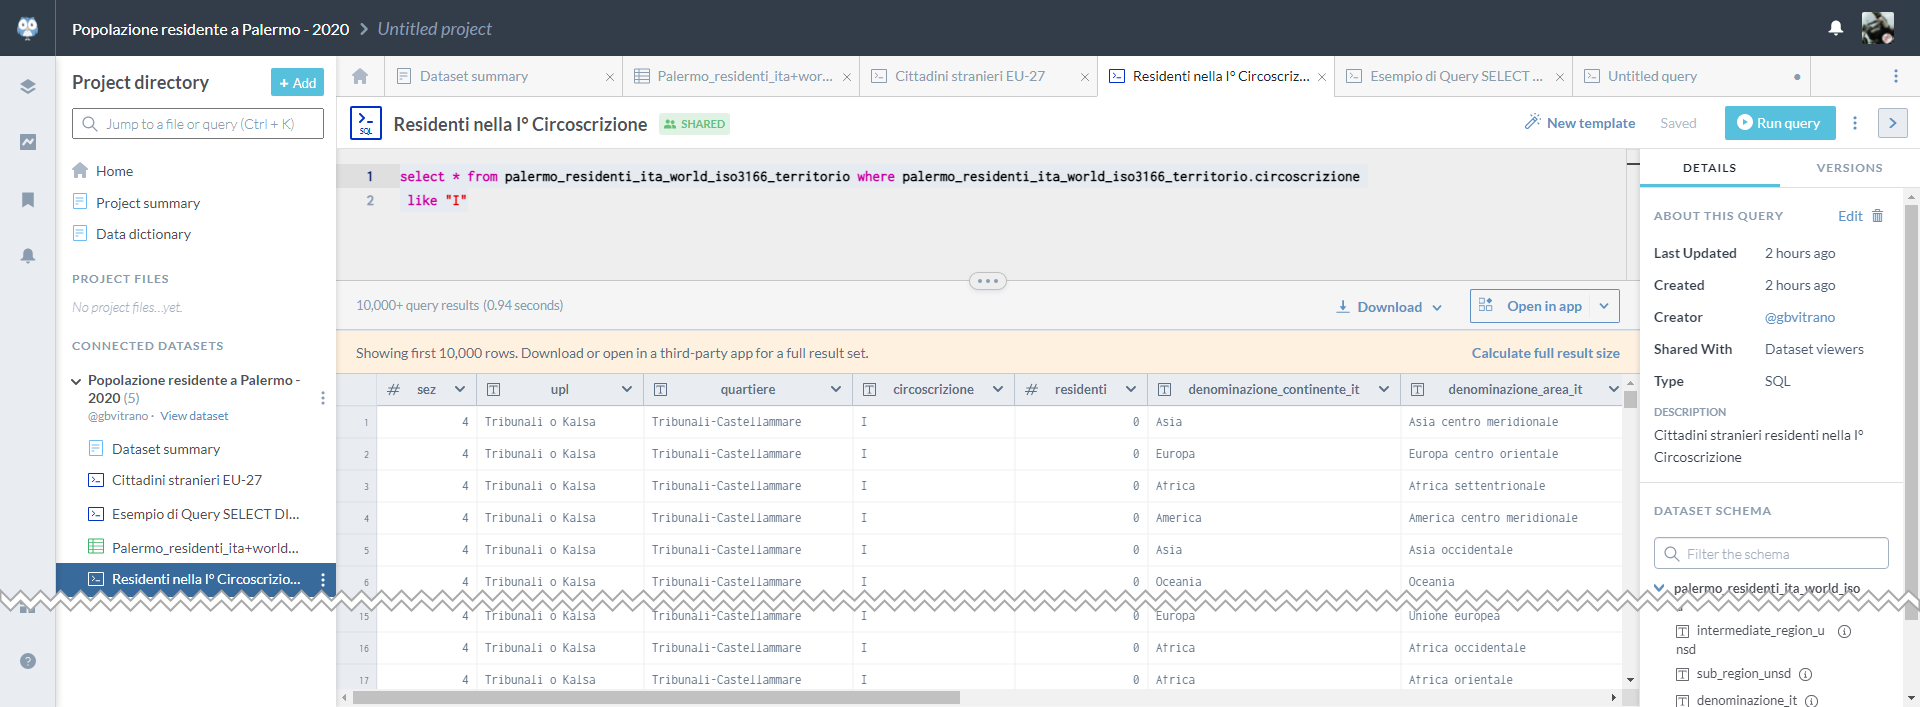 Popolazione residente a Palermo - 2020 > Untitled project
Project directory
+ Add
Jump to a file or query (Ctrl + K)
Home
Project summary
Data dictionary
PROJECT FILES
No project files...yet.
CONNECTED DATASETS
Popolazione residente a Palermo -
2020 (5)
@gbvitrano · View dataset
Dataset summary
Cittadini stranieri EU-27
Esempio di Query SELECT DI...
Palermo_residenti_ita+world...
Residenti nella I° Circoscrizio...
Dataset summary
Palermo_residenti_ita+wor...
Cittadini stranieri EU-27
Residenti nella I° Circoscriz...
Esempio di Query SELECT ...
Untitled query
SQL
Residenti nella I° Circoscrizione
SHARED
New template
Saved
Run query
1 select * from palermo_residenti_ita_world_iso3166_territorio where palermo_residenti_ita_world_iso3166_territorio.circoscrizione
2 like "I"
10,000+ query results (0.94 seconds)
Download
Open in app
Showing first 10,000 rows. Download or open in a third-party app for a full result set.
Calculate full result size
# sez T upl T quartiere T circoscrizione # residenti T denominazione_continente_it T denominazione_area_it
1 4 Tribunali o Kalsa Tribunali-Castellammare I 0 Asia Asia centro meridionale
2 4 Tribunali o Kalsa Tribunali-Castellammare I 0 Europa Europa centro orientale
3 4 Tribunali o Kalsa Tribunali-Castellammare I 0 Africa Africa settentrionale
4 4 Tribunali o Kalsa Tribunali-Castellammare I 0 America America centro meridionale
5 4 Tribunali o Kalsa Tribunali-Castellammare I 0 Asia Asia occidentale
6 4 Tribunali o Kalsa Tribunali-Castellammare I 0 Oceania Oceania
15 4 Tribunali o Kalsa Tribunali-Castellammare I 0 Europa Unione europea
16 4 Tribunali o Kalsa Tribunali-Castellammare I 0 Africa Africa occidentale
17 4 Tribunali o Kalsa Tribunali-Castellammare I 0 Africa Africa orientale
DETAILS
VERSIONS
ABOUT THIS QUERY
Edit
Last Updated 2 hours ago
Created 2 hours ago
Creator @gbvitrano
Shared With Dataset viewers
Type SQL
DESCRIPTION
Cittadini stranieri residenti nella I°
Circoscrizione
DATASET SCHEMA
Filter the schema
palermo_residenti_ita_world_iso
T intermediate_region_u
nsd
T sub_region_unsd
T denominazione_it